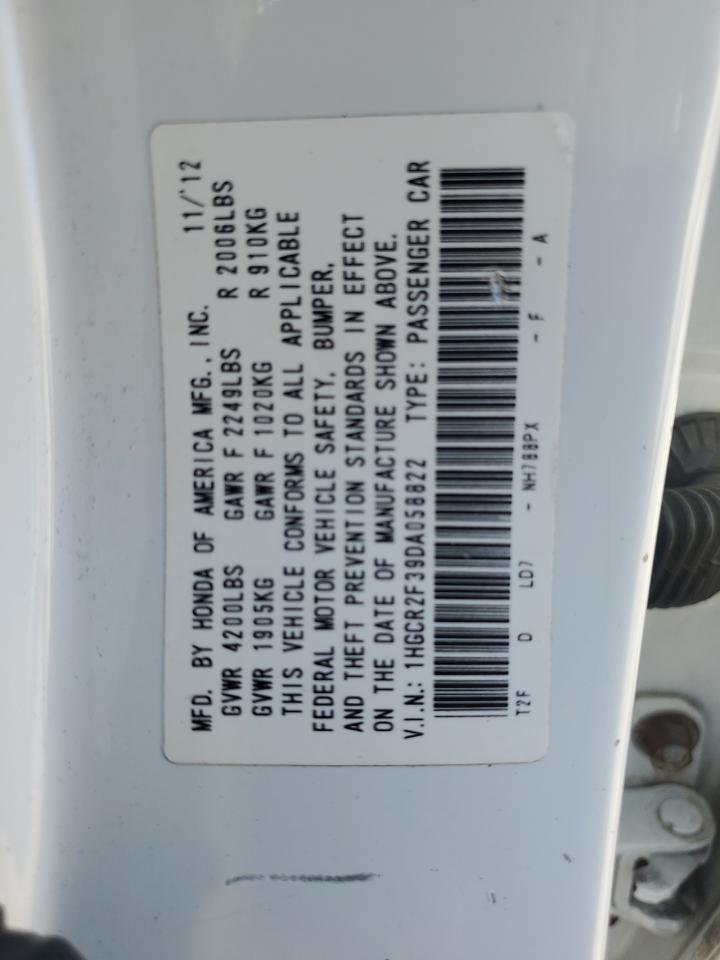 MFD. BY HONDA OF AMERICA MFG., INC. 11/'12
GVWR 4200LBS GAWR F 2249LBS R 2006LBS
GVWR 1905KG GAWR F 1020KG R 910KG
THIS VEHICLE CONFORMS TO ALL APPLICABLE
FEDERAL MOTOR VEHICLE SAFETY, BUMPER,
AND THEFT PREVENTION STANDARDS IN EFFECT
ON THE DATE OF MANUFACTURE SHOWN ABOVE.
V.I.N.: 1HGCR2F39DA058822 TYPE: PASSENGER CAR
T2F D LD7 - NH788PX - F - A